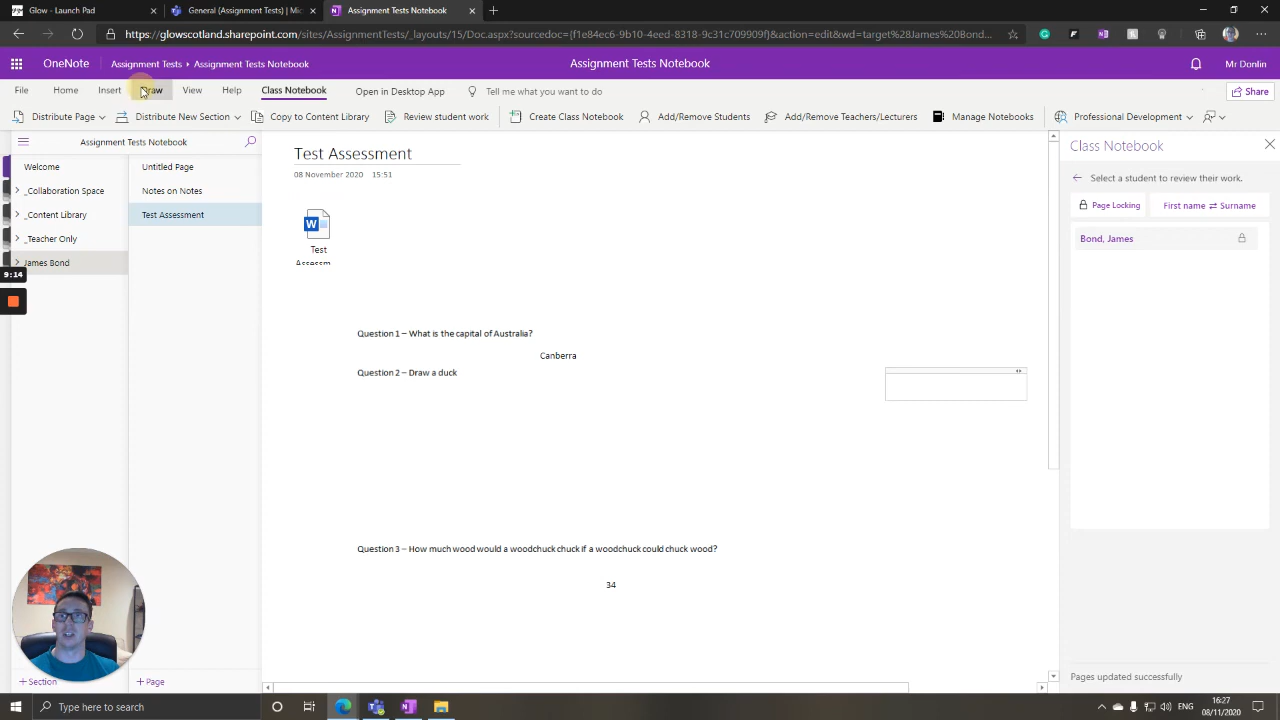 Glow - Launch Pad
General (Assignment Tests) | Mic
Assignment Tests Notebook
https://glowscotland.sharepoint.com/sites/AssignmentTests/_layouts/15/Doc.aspx?sourcedoc={f1e84ec6-9b10-4eed-8318-9c31c709909f}&action=edit&wd=target%28James%20Bond...
OneNote
Assignment Tests › Assignment Tests Notebook
Assignment Tests Notebook
Mr Donlin
File
Home
Insert
Draw
View
Help
Class Notebook
Open in Desktop App
Tell me what you want to do
Share
Distribute Page
Distribute New Section
Copy to Content Library
Review student work
Create Class Notebook
Add/Remove Students
Add/Remove Teachers/Lecturers
Manage Notebooks
Professional Development
Assignment Tests Notebook
Welcome
_Collaboration Space
_Content Library
_Teacher Only
James Bond
Untitled Page
Notes on Notes
Test Assessment
Test Assessment
08 November 2020 15:51
W
Test
Assessm
Question 1 – What is the capital of Australia?
Canberra
Question 2 – Draw a duck
Question 3 – How much wood would a woodchuck chuck if a woodchuck could chuck wood?
34
Class Notebook
Select a student to review their work.
Page Locking
First name ⇄ Surname
Bond, James
Pages updated successfully
9:14
+ Section
+ Page
Type here to search
ENG
16:27
08/11/2020